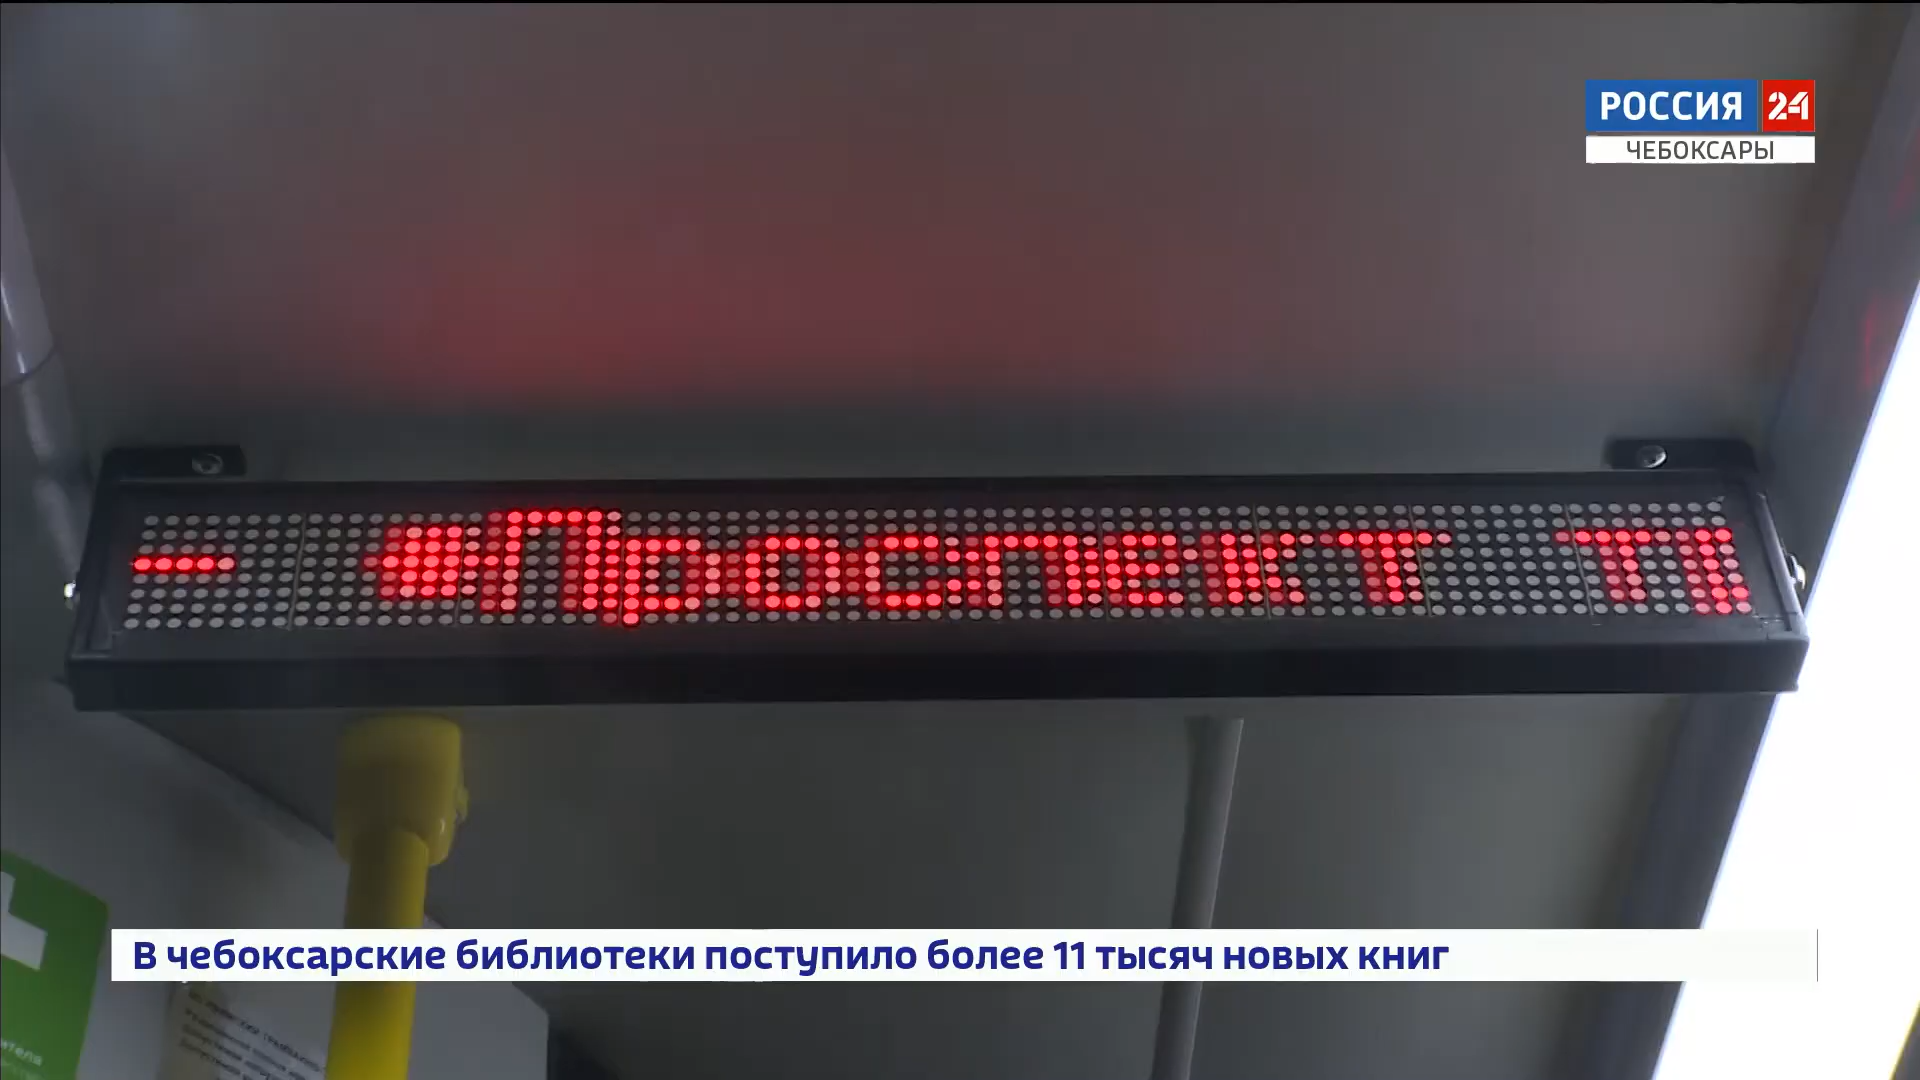 РОССИЯ 24
ЧЕБОКСАРЫ
- Проспект
В чебоксарские библиотеки поступило более 11 тысяч новых книг